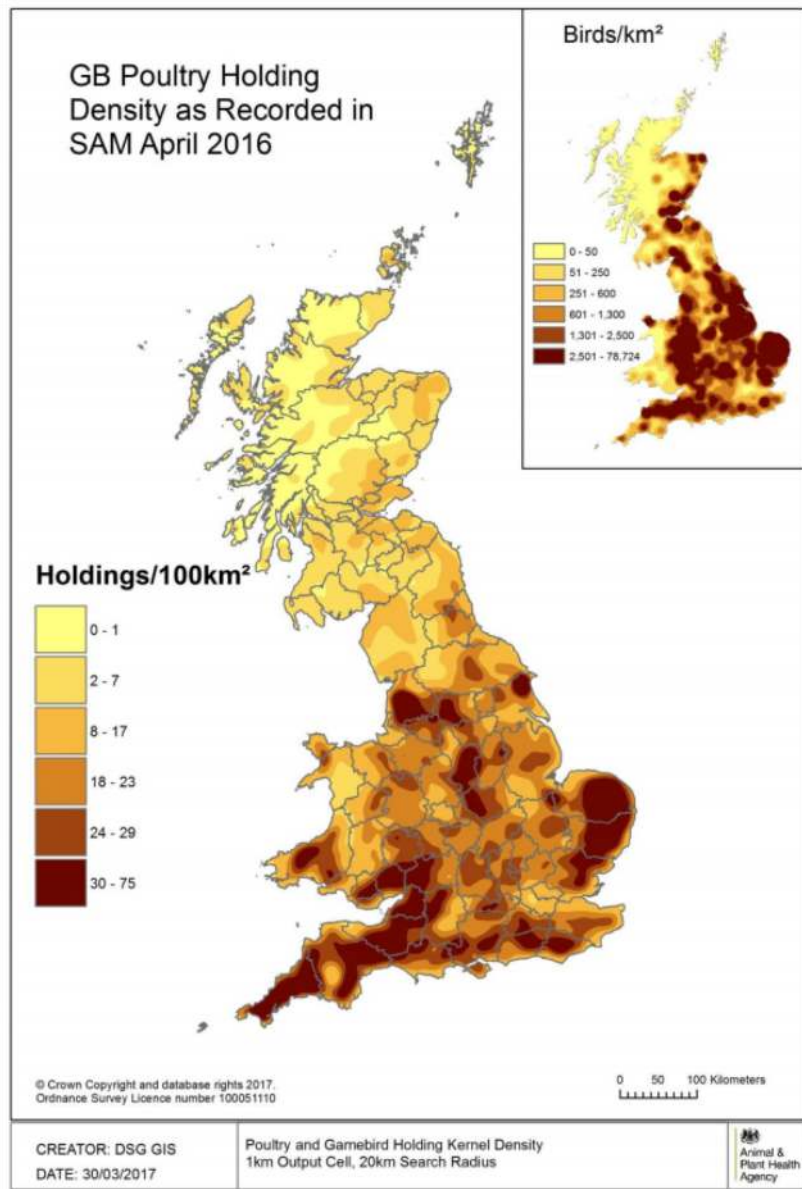 GB Poultry Holding
Density as Recorded in
SAM April 2016
Birds/km²
0 - 50
51 - 250
251 - 600
601 - 1,300
1,301 - 2,500
2,501 - 78,724
Holdings/100km²
0 - 1
2 - 7
8 - 17
18 - 23
24 - 29
30 - 75
© Crown Copyright and database rights 2017.
Ordnance Survey Licence number 100051110
0 50 100 Kilometers
CREATOR: DSG GIS
DATE: 30/03/2017
Poultry and Gamebird Holding Kernel Density
1km Output Cell, 20km Search Radius
Animal &
Plant Health
Agency